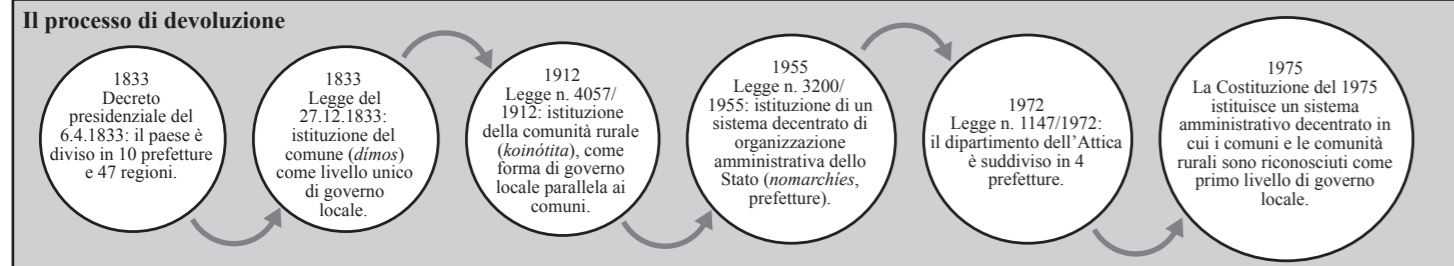 Il processo di devoluzione
1833
Decreto
presidenziale del
6.4.1833: il paese è
diviso in 10 prefetture
e 47 regioni.
1833
Legge del
27.12.1833:
istituzione del
comune (dímos)
come livello unico
di governo
locale.
1912
Legge n. 4057/
1912: istituzione
della comunità rurale
(koinótita), come
forma di governo
locale parallela ai
comuni.
1955
Legge n. 3200/
1955: istituzione di un
sistema decentrato di
organizzazione
amministrativa dello
Stato (nomarchíes,
prefetture).
1972
Legge n. 1147/1972:
il dipartimento dell’Attica
è suddiviso in 4
prefetture.
1975
La Costituzione del 1975
istituisce un sistema
amministrativo decentrato in
cui i comuni e le comunità
rurali sono riconosciuti come
primo livello di governo
locale.